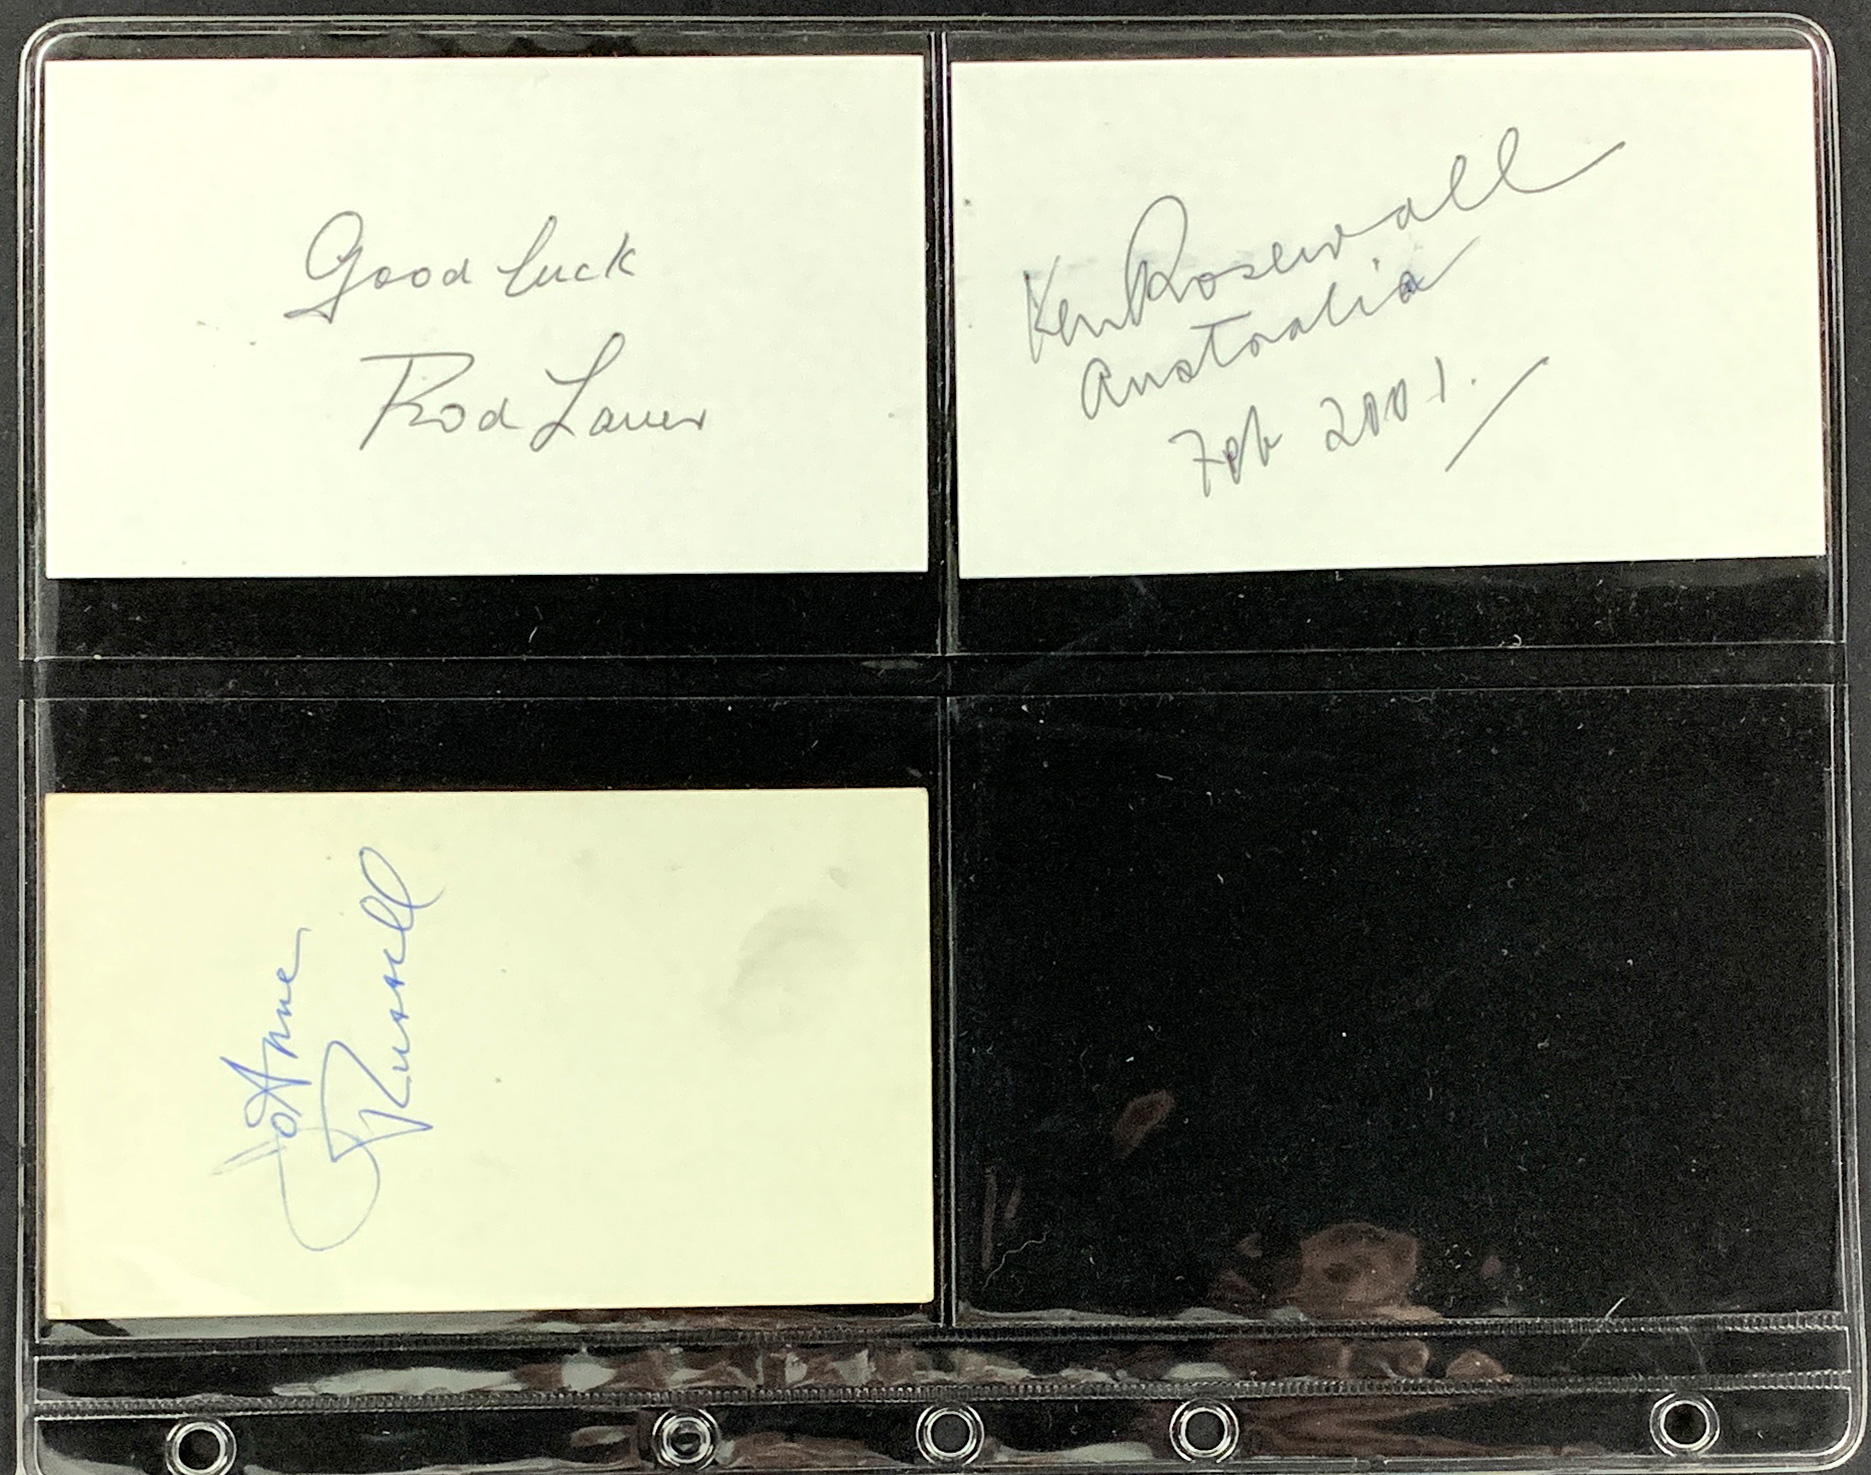 Good luck
Rod Laver
Ken Rosewall
Australia
Feb 2001.
JoAnne
Russell